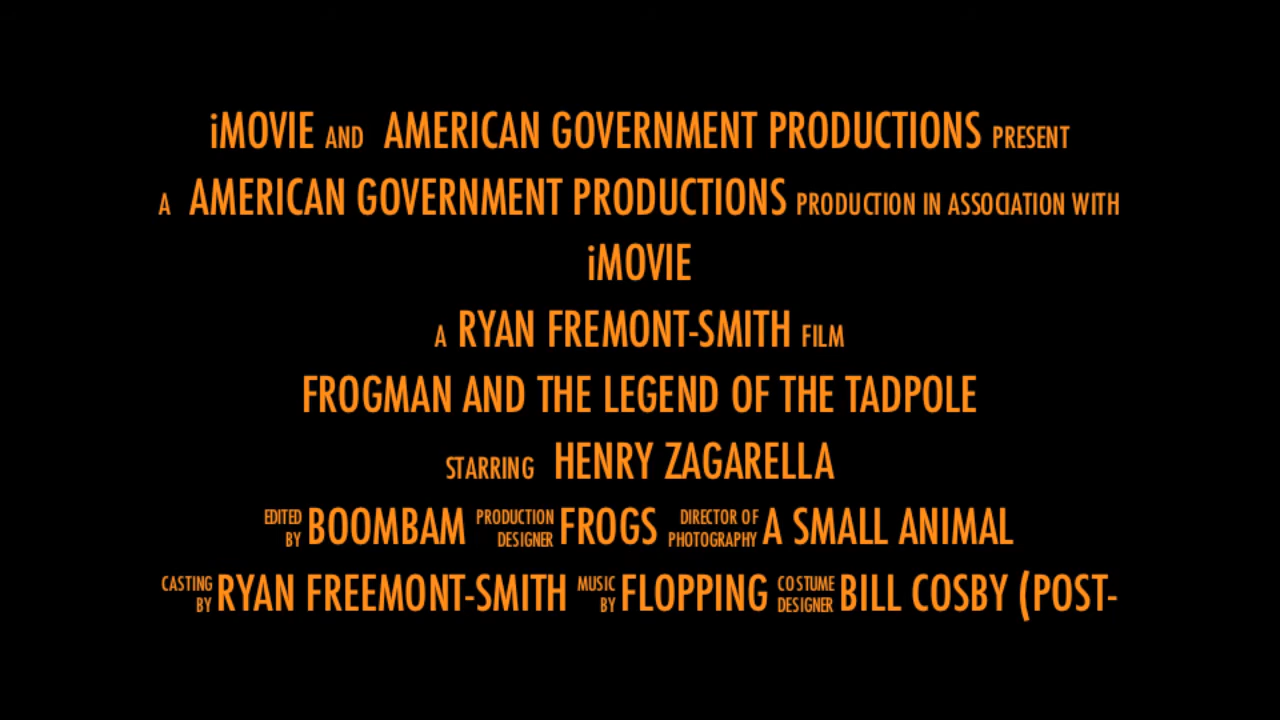 iMOVIE AND AMERICAN GOVERNMENT PRODUCTIONS PRESENT
A AMERICAN GOVERNMENT PRODUCTIONS PRODUCTION IN ASSOCIATION WITH
iMOVIE
A RYAN FREMONT-SMITH FILM
FROGMAN AND THE LEGEND OF THE TADPOLE
STARRING HENRY ZAGARELLA
EDITED BY BOOMBAM PRODUCTION DESIGNER FROGS DIRECTOR OF PHOTOGRAPHY A SMALL ANIMAL
CASTING BY RYAN FREEMONT-SMITH MUSIC BY FLOPPING COSTUME DESIGNER BILL COSBY (POST-